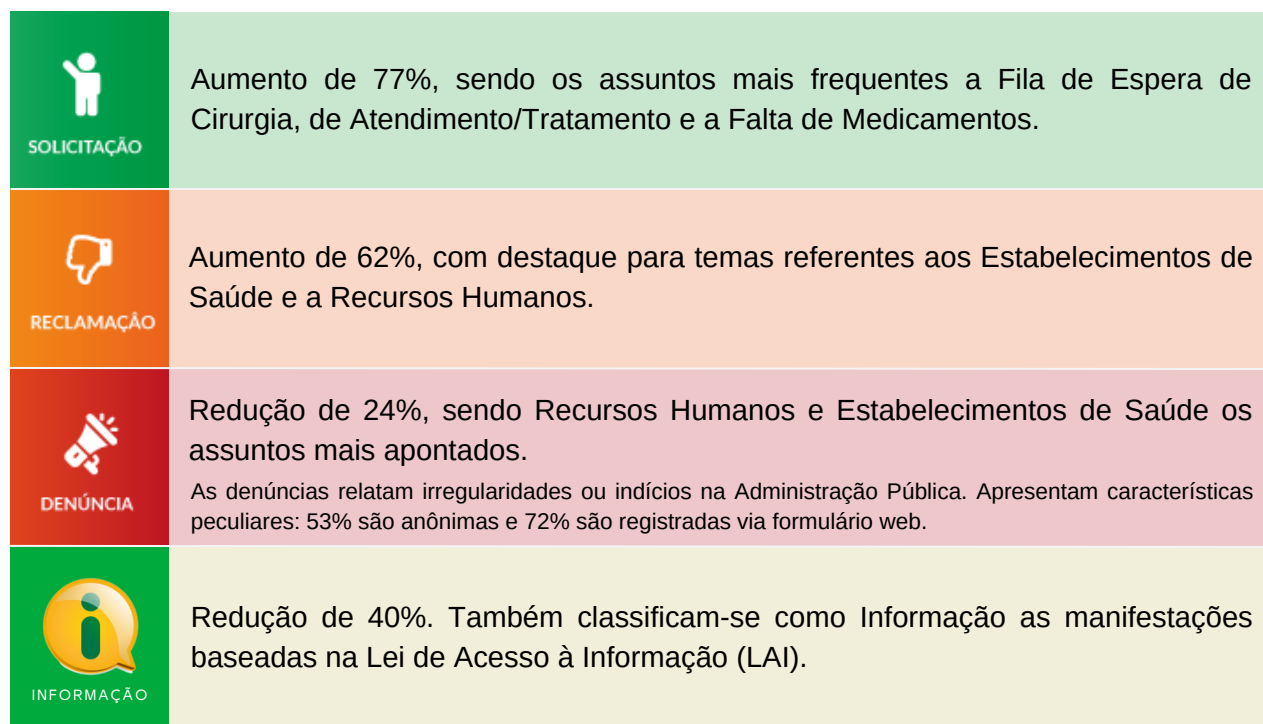 SOLICITAÇÃO
Aumento de 77%, sendo os assuntos mais frequentes a Fila de Espera de
Cirurgia, de Atendimento/Tratamento e a Falta de Medicamentos.
RECLAMAÇÃO
Aumento de 62%, com destaque para temas referentes aos Estabelecimentos de
Saúde e a Recursos Humanos.
DENÚNCIA
Redução de 24%, sendo Recursos Humanos e Estabelecimentos de Saúde os
assuntos mais apontados.
As denúncias relatam irregularidades ou indícios na Administração Pública. Apresentam características
peculiares: 53% são anônimas e 72% são registradas via formulário web.
INFORMAÇÃO
Redução de 40%. Também classificam-se como Informação as manifestações
baseadas na Lei de Acesso à Informação (LAI).